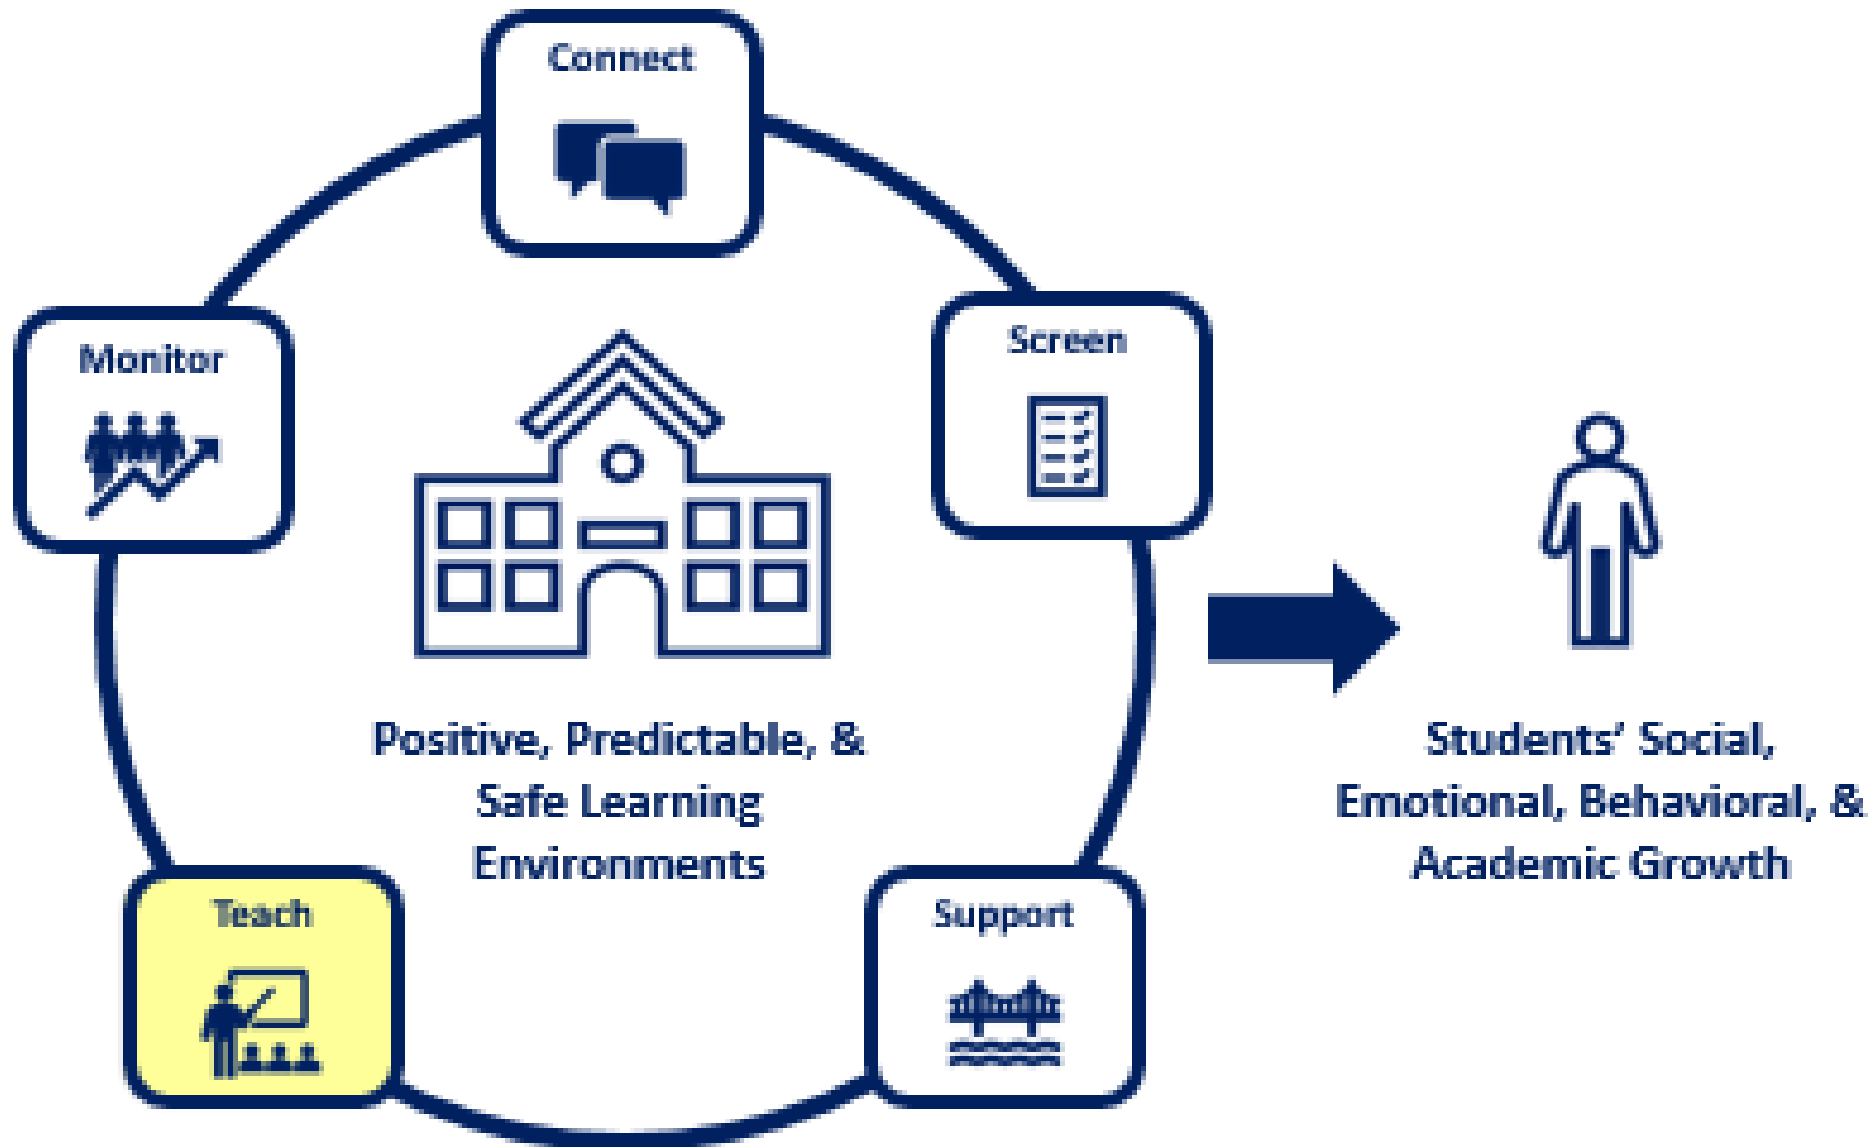 Connect
Monitor
Screen
Positive, Predictable, &
Safe Learning
Environments
Students' Social,
Emotional, Behavioral, &
Academic Growth
Teach
Support